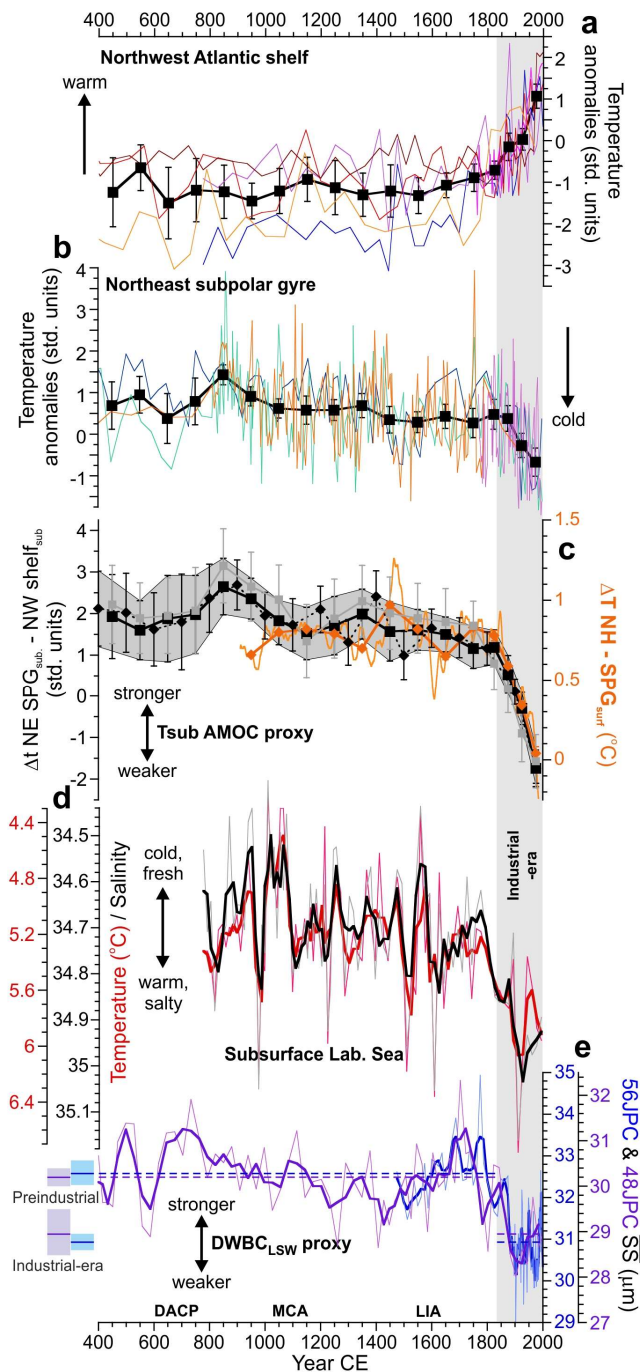 400 600 800 1000 1200 1400 1600 1800 2000
a
Northwest Atlantic shelf
warm
2
1
0
-1
-2
-3
Temperature
anomalies (std. units)
b
Northeast subpolar gyre
4
3
2
1
0
-1
Temperature
anomalies (std. units)
cold
c
4
3
2
1
0
-1
-2
Δt NE SPGsub. - NW shelfsub
(std. units)
1.5
1
0.5
0
ΔT NH - SPGsurf (°C)
stronger
Tsub AMOC proxy
weaker
d
4.4
4.8
5.2
5.6
6
6.4
Temperature (°C) / Salinity
34.5
34.6
34.7
34.8
34.9
35
35.1
cold,
fresh
warm,
salty
Subsurface Lab. Sea
Industrial
-era
e
35
34
33
32
31
30
29
31
30
29
28
27
56JPC & 48JPC SS (μm)
Preindustrial
Industrial-era
stronger
DWBCLSW proxy
weaker
DACP MCA LIA
400 600 800 1000 1200 1400 1600 1800 2000
Year CE